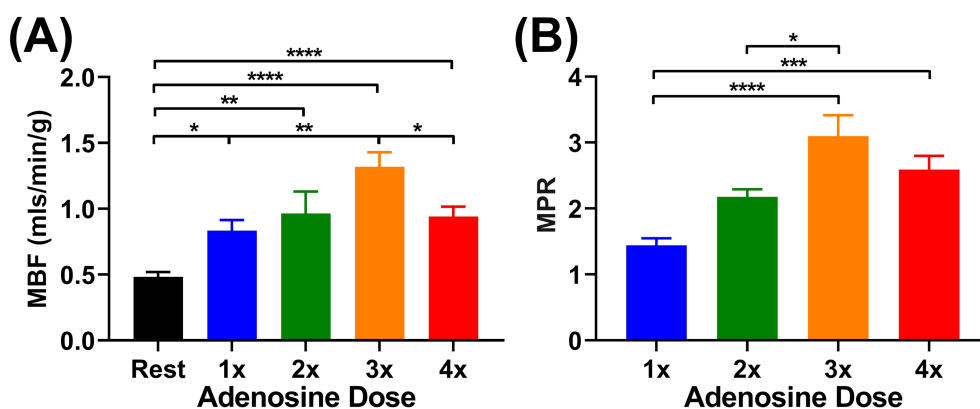 (A)
****
****
**
* ** *
MBF (mls/min/g)
2.0
1.5
1.0
0.5
0.0
Rest 1x 2x 3x 4x
Adenosine Dose
(B)
*
***
****
MPR
4
3
2
1
0
1x 2x 3x 4x
Adenosine Dose